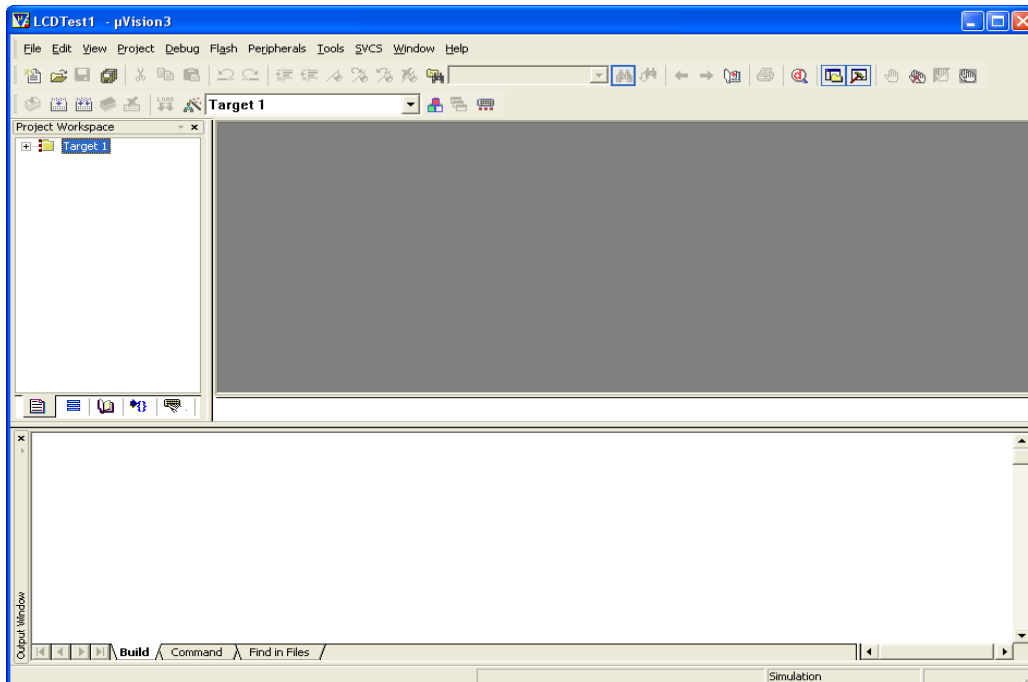 LCDTest1 - µVision3
File Edit View Project Debug Flash Peripherals Tools SVCS Window Help
LOAD
Target 1
Project Workspace
Target 1
Output Window
Build Command Find in Files
Simulation